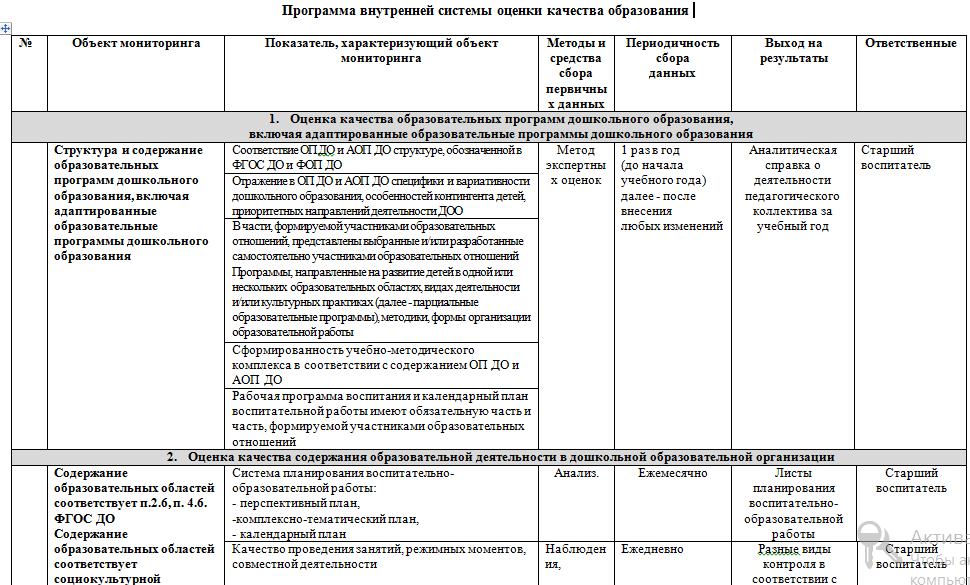 Программа внутренней системы оценки качества образования
№
Объект мониторинга
Показатель, характеризующий объект
мониторинга
Методы и
средства
сбора
первичны
х данных
Периодичность
сбора
данных
Выход на
результаты
Ответственные
1. Оценка качества образовательных программ дошкольного образования,
включая адаптированные образовательные программы дошкольного образования
Структура и содержание
образовательных
программ дошкольного
образования, включая
адаптированные
образовательные
программы дошкольного
образования
Соответствие ОП ДО и АОП ДО структуре, обозначенной в
ФГОС ДО и ФОП ДО
Отражение в ОП ДО и АОП ДО специфики и вариативности
дошкольного образования, особенностей контингента детей,
приоритетных направлений деятельности ДОО
В части, формируемой участниками образовательных
отношений, представлены выбранные и/или разработанные
самостоятельно участниками образовательных отношений
Программы, направленные на развитие детей в одной или
нескольких образовательных областях, видах деятельности
и/или культурных практиках (далее - парциальные
образовательные программы), методики, формы организации
образовательной работы
Сформированность учебно-методического
комплекса в соответствии с содержанием ОП ДО и
АОП ДО
Рабочая программа воспитания и календарный план
воспитательной работы имеют обязательную часть и
часть, формируемой участниками образовательных
отношений
Метод
экспертны
х оценок
1 раз в год
(до начала
учебного года)
далее - после
внесения
любых изменений
Аналитическая
справка о
деятельности
педагогического
коллектива за
учебный год
Старший
воспитатель
2. Оценка качества содержания образовательной деятельности в дошкольной образовательной организации
Содержание
образовательных областей
соответствует п.2.6, п. 4.6.
ФГОС ДО
Содержание
образовательных областей
соответствует
социокультурной
Система планирования воспитательно-
образовательной работы:
- перспективный план,
-комплексно-тематический план,
- календарный план
Анализ.
Ежемесячно
Листы
планирования
воспитательно-
образовательной
работы
Старший
воспитатель
Качество проведения занятий, режимных моментов,
совместной деятельности
Наблюден
ия,
Ежедневно
Разные виды
контроля в
соответствии с
Старший
воспитатель